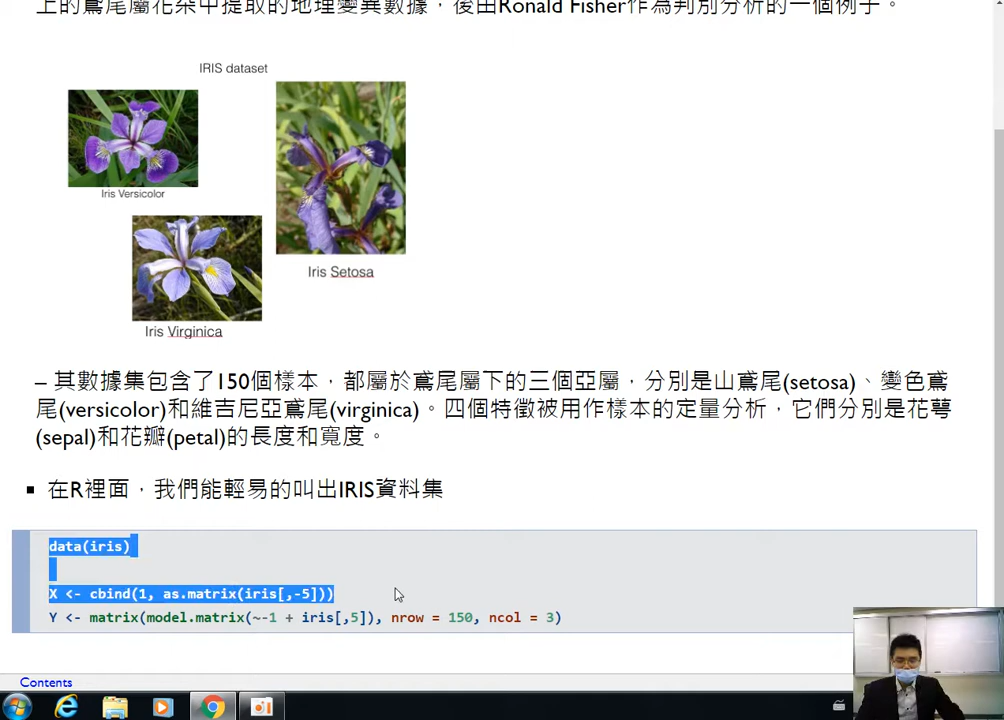 上的鳶尾屬花朵中提取的地理變異數據，後由Ronald Fisher作為判別分析的一個例子。
IRIS dataset
Iris Versicolor
Iris Setosa
Iris Virginica
– 其數據集包含了150個樣本，都屬於鳶尾屬下的三個亞屬，分別是山鳶尾(setosa)、變色鳶
尾(versicolor)和維吉尼亞鳶尾(virginica)。四個特徵被用作樣本的定量分析，它們分別是花萼
(sepal)和花瓣(petal)的長度和寬度。
▪ 在R裡面，我們能輕易的叫出IRIS資料集
data(iris)
X <- cbind(1, as.matrix(iris[,-5]))
Y <- matrix(model.matrix(~-1 + iris[,5]), nrow = 150, ncol = 3)
Contents